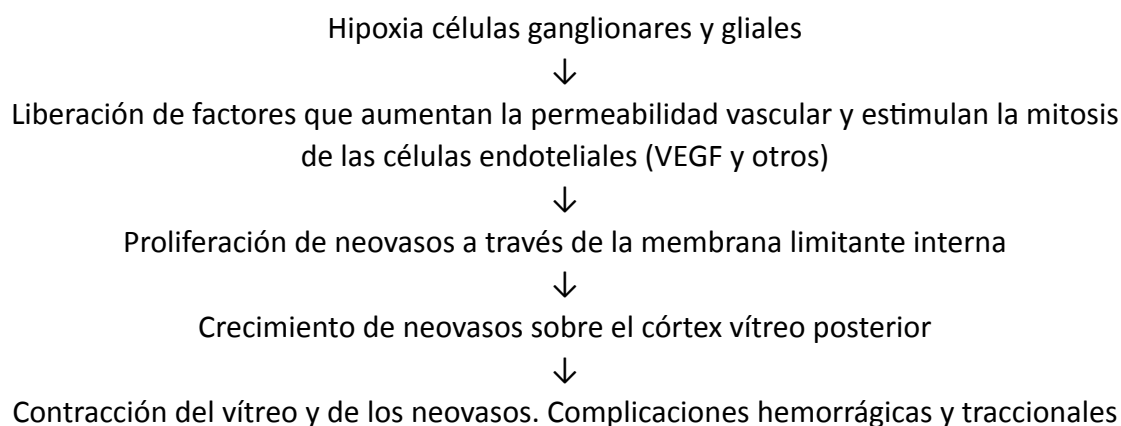 Hipoxia células ganglionares y gliales
↓
Liberación de factores que aumentan la permeabilidad vascular y estimulan la mitosis
de las células endoteliales (VEGF y otros)
↓
Proliferación de neovasos a través de la membrana limitante interna
↓
Crecimiento de neovasos sobre el córtex vítreo posterior
↓
Contracción del vítreo y de los neovasos. Complicaciones hemorrágicas y traccionales